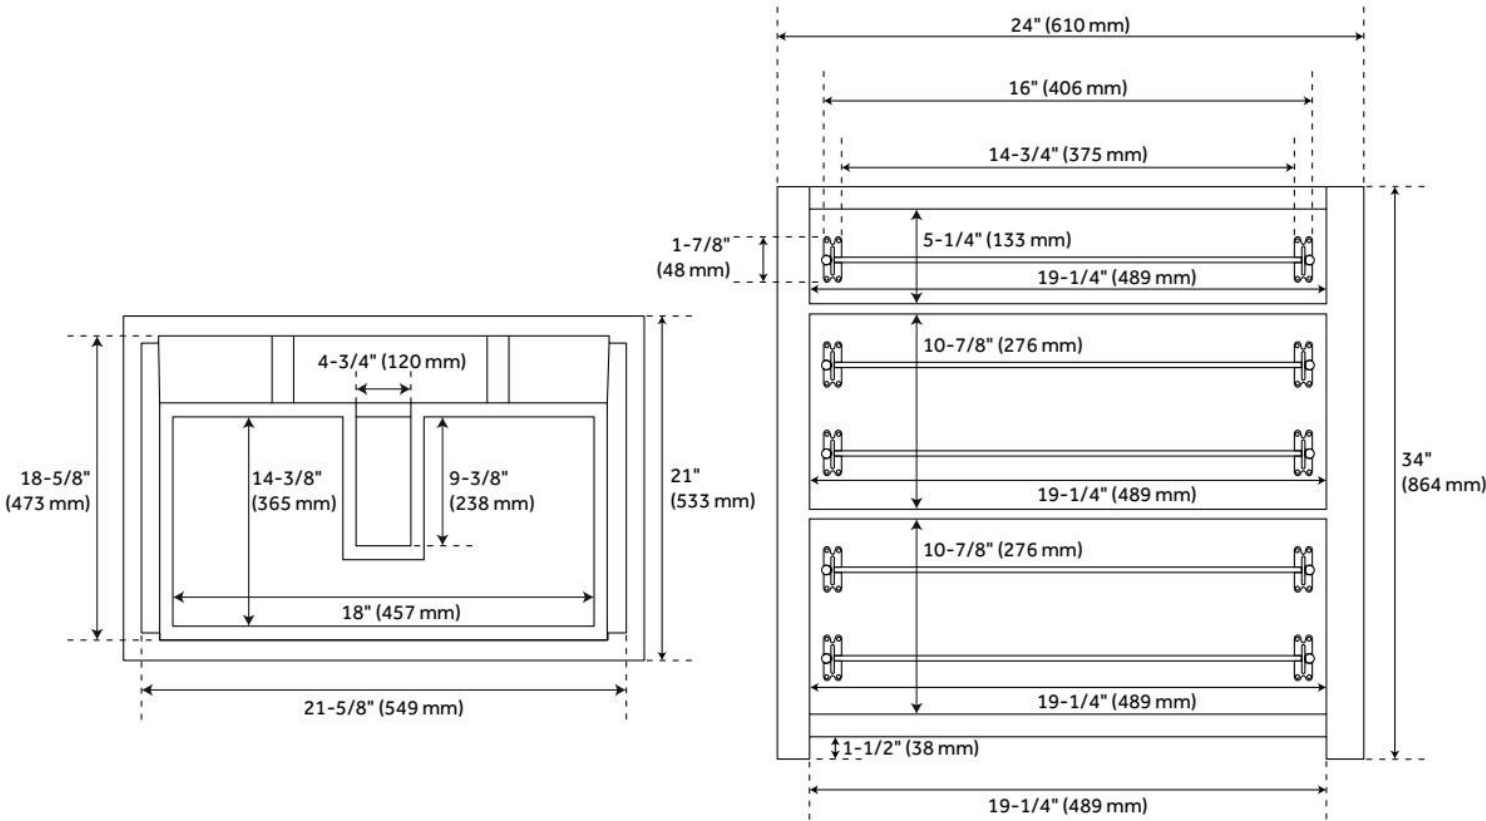 4-3/4" (120 mm)
18-5/8"
(473 mm)
14-3/8"
(365 mm)
9-3/8"
(238 mm)
21"
(533 mm)
18" (457 mm)
21-5/8" (549 mm)
24" (610 mm)
16" (406 mm)
14-3/4" (375 mm)
1-7/8"
(48 mm)
5-1/4" (133 mm)
19-1/4" (489 mm)
10-7/8" (276 mm)
19-1/4" (489 mm)
34"
(864 mm)
10-7/8" (276 mm)
19-1/4" (489 mm)
1-1/2" (38 mm)
19-1/4" (489 mm)